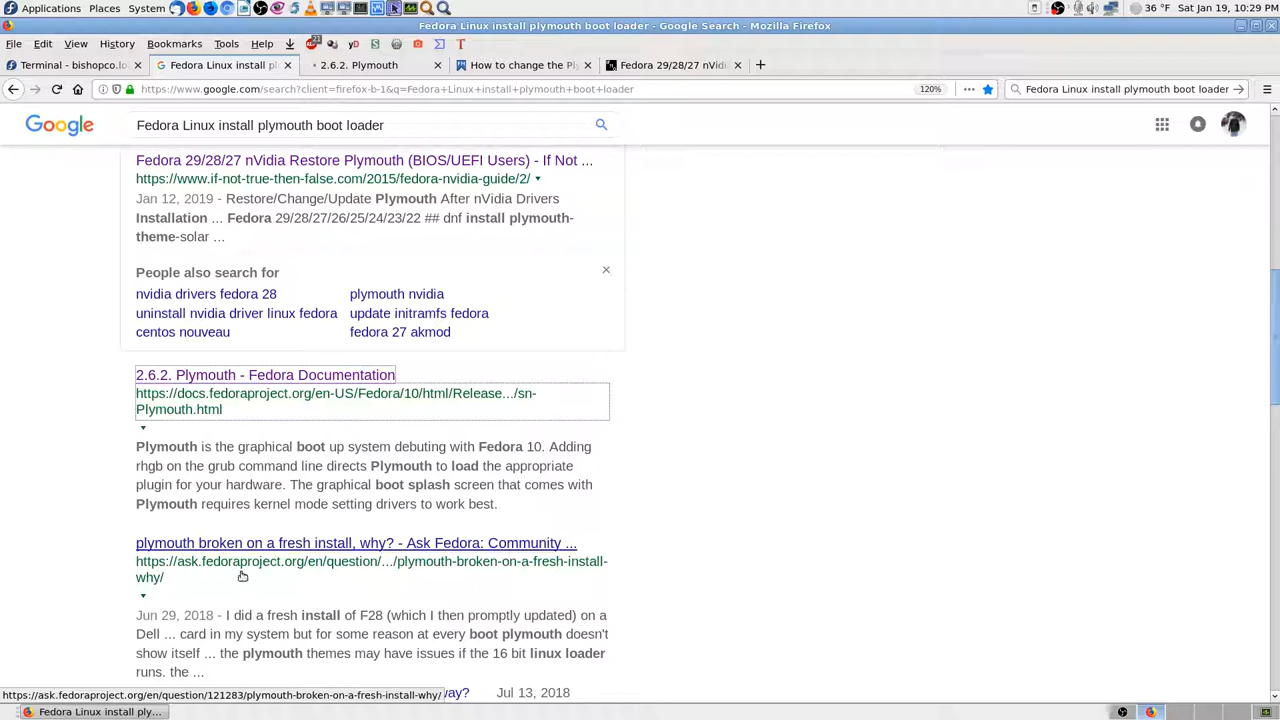 Applications Places System 36 °F Sat Jan 19, 10:29 PM
Fedora Linux install plymouth boot loader - Google Search - Mozilla Firefox
File Edit View History Bookmarks Tools Help
Terminal - bishopco.lo Fedora Linux install pl 2.6.2. Plymouth How to change the Pl Fedora 29/28/27 nVidi
https://www.google.com/search?client=firefox-b-1&q=Fedora+Linux+install+plymouth+boot+loader 120% Fedora Linux install plymouth boot loader
Google Fedora Linux install plymouth boot loader
Fedora 29/28/27 nVidia Restore Plymouth (BIOS/UEFI Users) - If Not ...
https://www.if-not-true-then-false.com/2015/fedora-nvidia-guide/2/
Jan 12, 2019 - Restore/Change/Update Plymouth After nVidia Drivers
Installation ... Fedora 29/28/27/26/25/24/23/22 ## dnf install plymouth-
theme-solar ...
People also search for
nvidia drivers fedora 28 plymouth nvidia
uninstall nvidia driver linux fedora update initramfs fedora
centos nouveau fedora 27 akmod
2.6.2. Plymouth - Fedora Documentation
https://docs.fedoraproject.org/en-US/Fedora/10/html/Release.../sn-
Plymouth.html
Plymouth is the graphical boot up system debuting with Fedora 10. Adding
rhgb on the grub command line directs Plymouth to load the appropriate
plugin for your hardware. The graphical boot splash screen that comes with
Plymouth requires kernel mode setting drivers to work best.
plymouth broken on a fresh install, why? - Ask Fedora: Community ...
https://ask.fedoraproject.org/en/question/.../plymouth-broken-on-a-fresh-install-
why/
Jun 29, 2018 - I did a fresh install of F28 (which I then promptly updated) on a
Dell ... card in my system but for some reason at every boot plymouth doesn't
show itself ... the plymouth themes may have issues if the 16 bit linux loader
runs. the ...
https://ask.fedoraproject.org/en/question/121283/plymouth-broken-on-a-fresh-install-why/ way? Jul 13, 2018
Fedora Linux install ply...